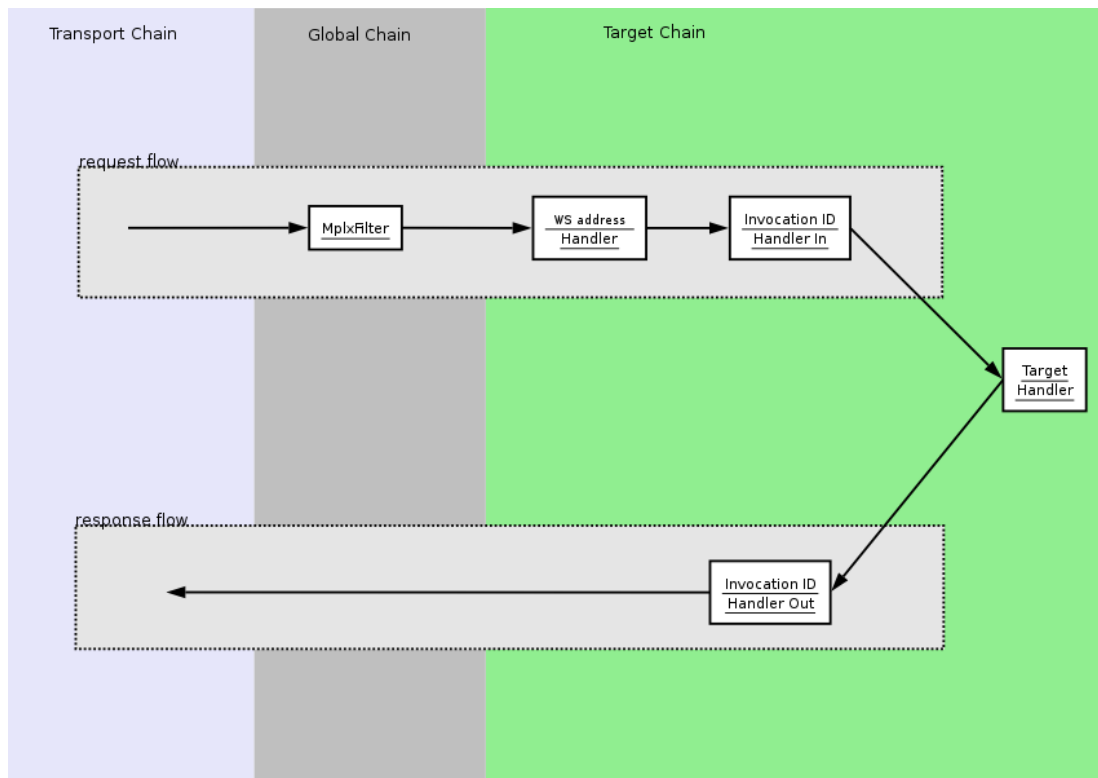 Transport Chain
Global Chain
Target Chain
request flow
MplxFilter
WS address
Handler
Invocation ID
Handler In
Target
Handler
response flow
Invocation ID
Handler Out